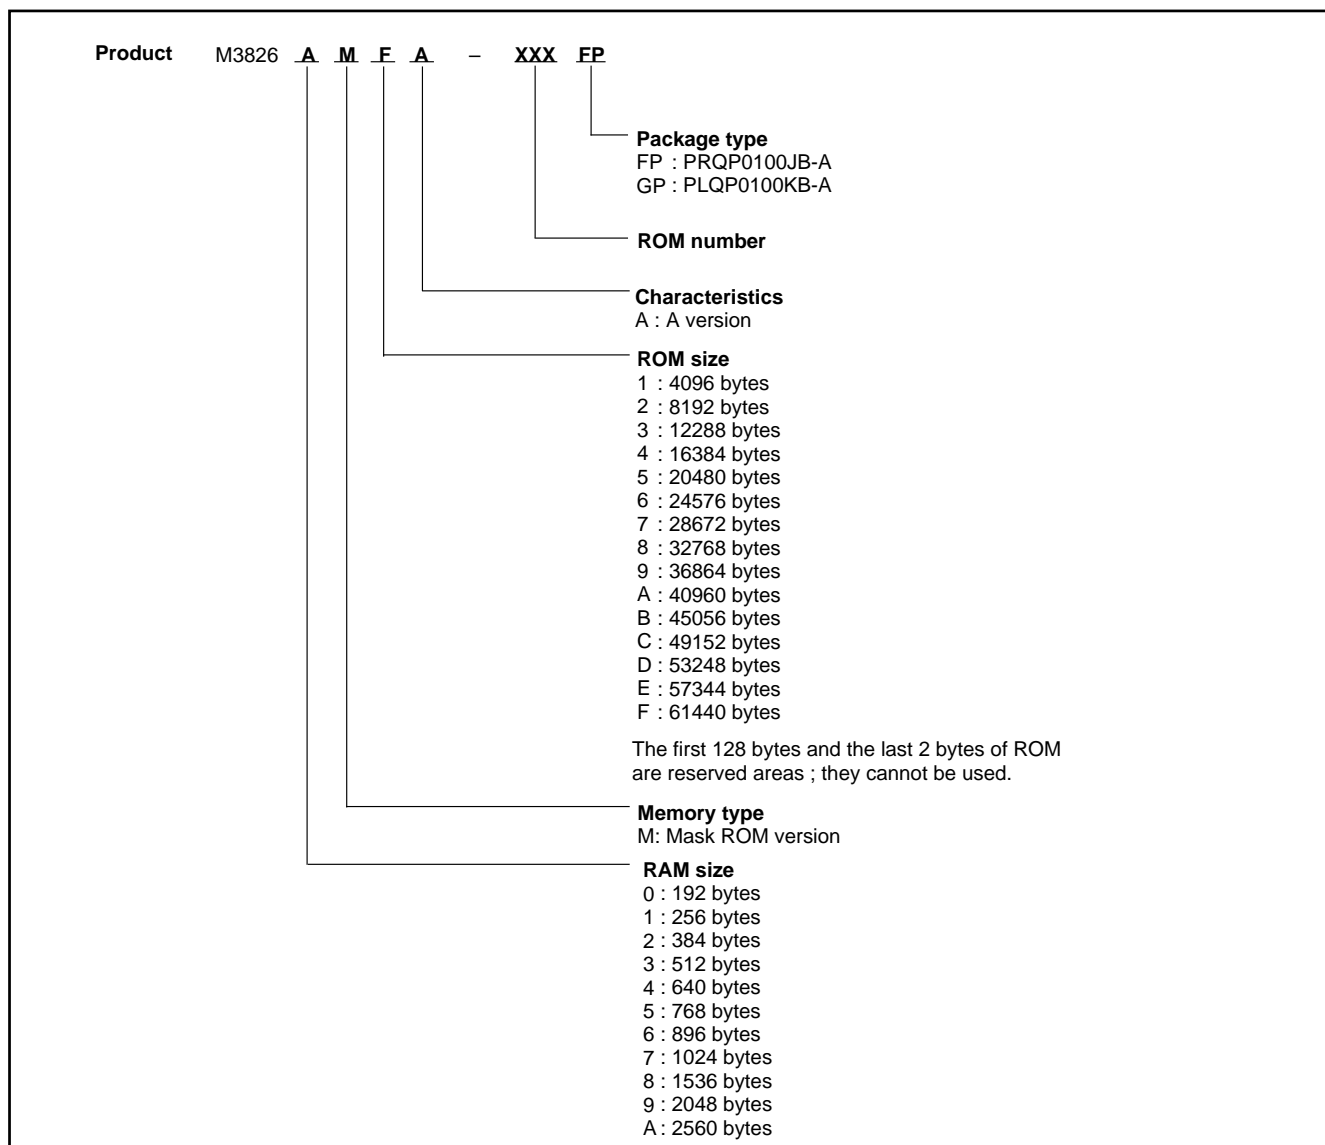 Product M3826 A M F A – XXX FP
Package type
FP : PRQP0100JB-A
GP : PLQP0100KB-A
ROM number
Characteristics
A : A version
ROM size
1 : 4096 bytes
2 : 8192 bytes
3 : 12288 bytes
4 : 16384 bytes
5 : 20480 bytes
6 : 24576 bytes
7 : 28672 bytes
8 : 32768 bytes
9 : 36864 bytes
A : 40960 bytes
B : 45056 bytes
C : 49152 bytes
D : 53248 bytes
E : 57344 bytes
F : 61440 bytes
The first 128 bytes and the last 2 bytes of ROM
are reserved areas ; they cannot be used.
Memory type
M: Mask ROM version
RAM size
0 : 192 bytes
1 : 256 bytes
2 : 384 bytes
3 : 512 bytes
4 : 640 bytes
5 : 768 bytes
6 : 896 bytes
7 : 1024 bytes
8 : 1536 bytes
9 : 2048 bytes
A : 2560 bytes